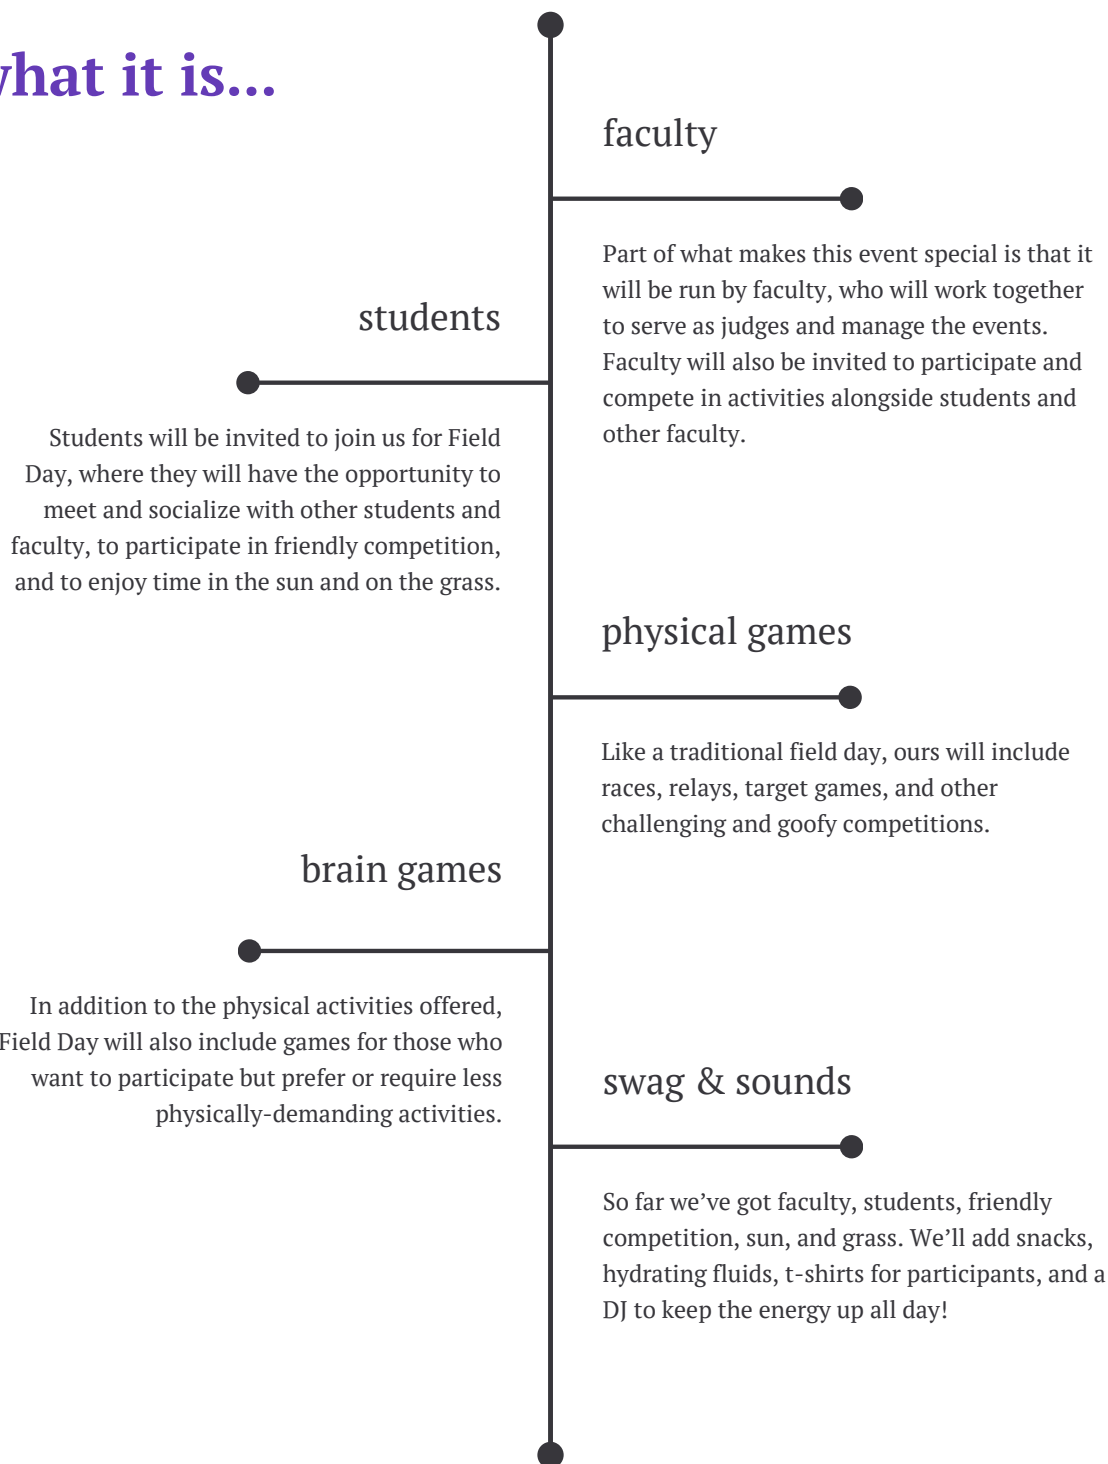 what it is...
faculty
Part of what makes this event special is that it
will be run by faculty, who will work together
to serve as judges and manage the events.
Faculty will also be invited to participate and
compete in activities alongside students and
other faculty.
students
Students will be invited to join us for Field
Day, where they will have the opportunity to
meet and socialize with other students and
faculty, to participate in friendly competition,
and to enjoy time in the sun and on the grass.
physical games
Like a traditional field day, ours will include
races, relays, target games, and other
challenging and goofy competitions.
brain games
In addition to the physical activities offered,
Field Day will also include games for those who
want to participate but prefer or require less
physically-demanding activities.
swag & sounds
So far we’ve got faculty, students, friendly
competition, sun, and grass. We’ll add snacks,
hydrating fluids, t-shirts for participants, and a
DJ to keep the energy up all day!